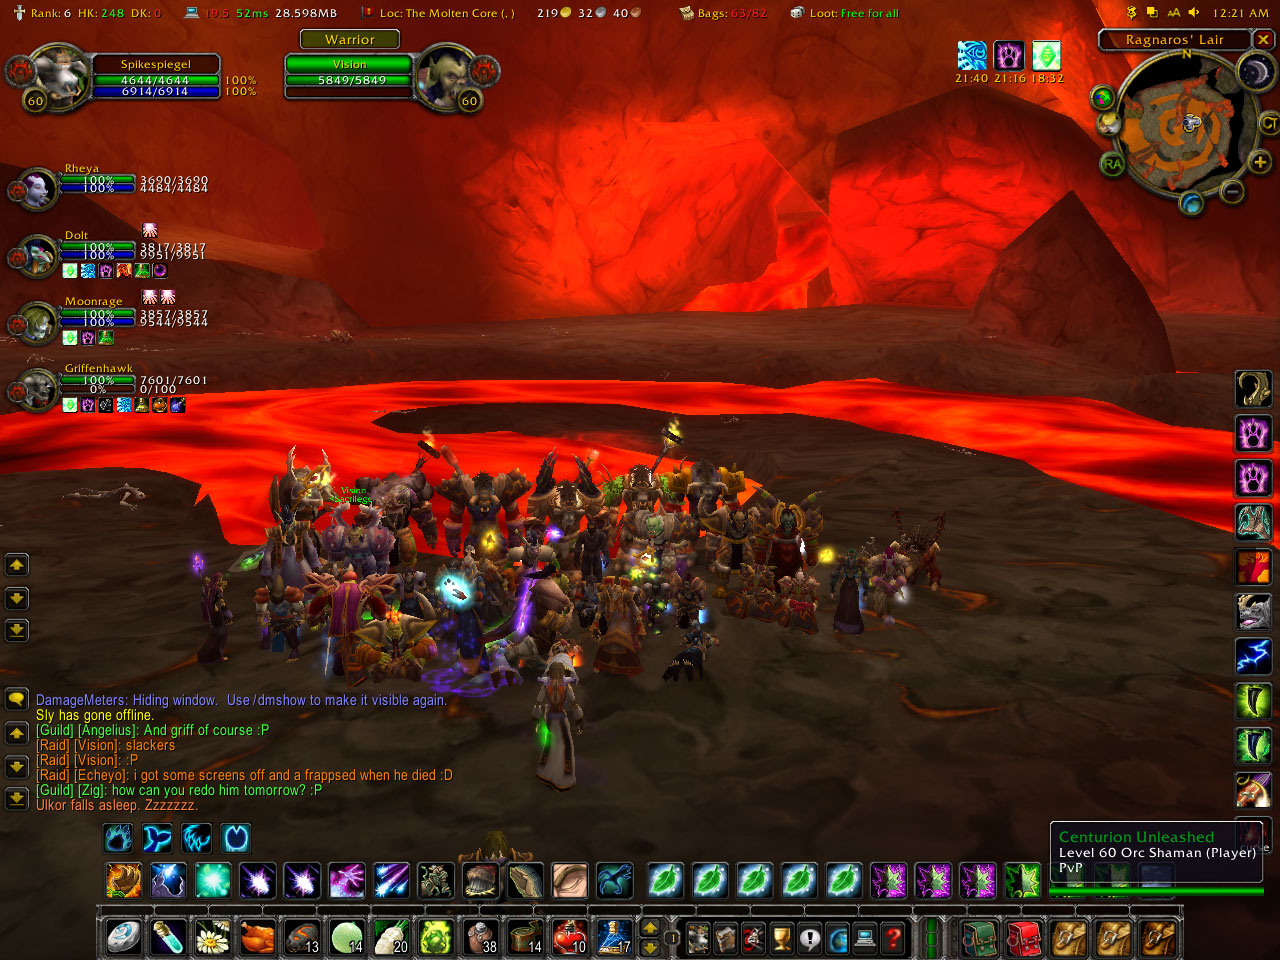 Rank: 6 HK: 248 DK: 0
19.5 52ms 28.598MB
Loc: The Molten Core (, )
219 32 40
Bags: 63/82
Loot: Free for all
12:21 AM
Warrior
Spikespiegel
4644/4644 100%
6914/6914 100%
60
Vision
5849/5849
60
21:40 21:16 18:32
Ragnaros' Lair
N
RA
Rheya
100% 3690/3690
100% 4484/4484
Dolt
100% 3817/3817
100% 9951/9951
Moonrage
100% 3857/3857
100% 9544/9544
Griffenhawk
100% 7601/7601
0% 0/100
Vision
Sacrilege
DamageMeters: Hiding window. Use /dmshow to make it visible again.
Sly has gone offline.
[Guild] [Angelius]: And griff of course :P
[Raid] [Vision]: slackers
[Raid] [Vision]: :P
[Raid] [Echeyo]: i got some screens off and a frappsed when he died :D
[Guild] [Zig]: how can you redo him tomorrow? :P
Ulkor falls asleep. Zzzzzzz.
Centurion Unleashed
Level 60 Orc Shaman (Player)
PvP
13 14 20 38 14 10 17
1